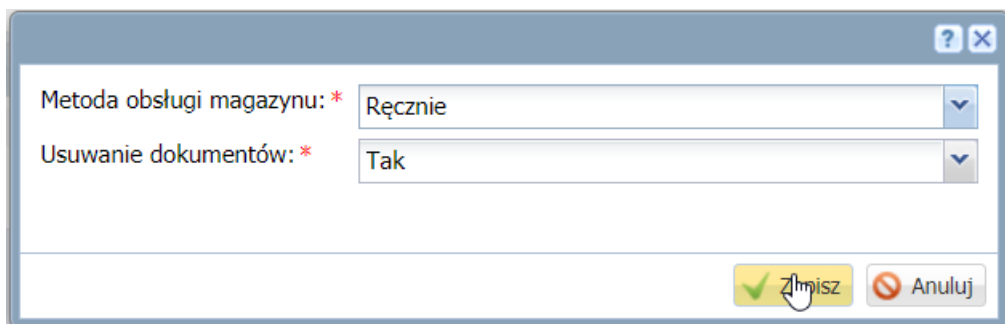 ?
Metoda obsługi magazynu: * Ręcznie
Usuwanie dokumentów: * Tak
Anuluj